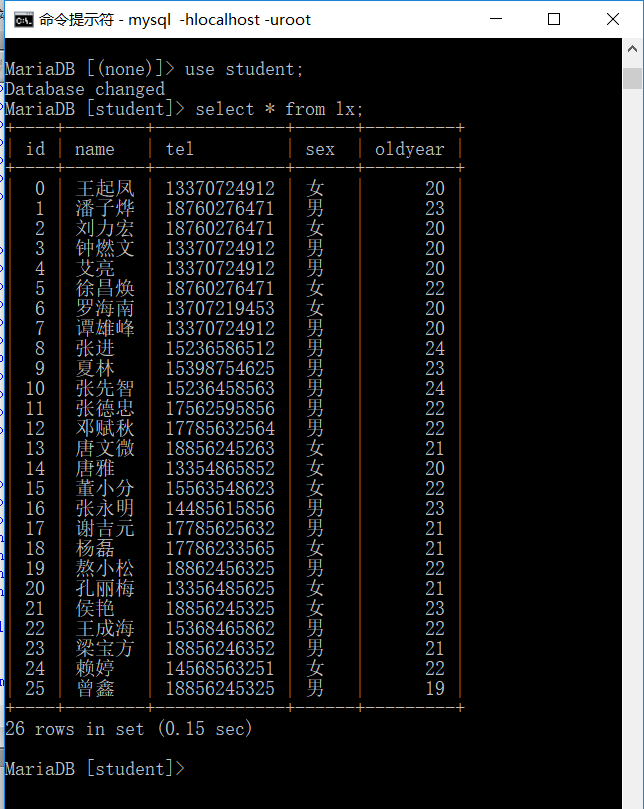 命令提示符 - mysql -hlocalhost -uroot
MariaDB [(none)]> use student;
Database changed
MariaDB [student]> select * from lx;
+----+--------+-------------+------+---------+
| id | name | tel | sex | oldyear |
+----+--------+-------------+------+---------+
| 0 | 王起凤 | 13370724912 | 女 | 20 |
| 1 | 潘子烨 | 18760276471 | 男 | 23 |
| 2 | 刘力宏 | 18760276471 | 女 | 20 |
| 3 | 钟燃文 | 13370724912 | 男 | 20 |
| 4 | 艾亮 | 13370724912 | 男 | 20 |
| 5 | 徐昌焕 | 18760276471 | 女 | 22 |
| 6 | 罗海南 | 13707219453 | 女 | 20 |
| 7 | 谭雄峰 | 13370724912 | 男 | 20 |
| 8 | 张进 | 15236586512 | 男 | 24 |
| 9 | 夏林 | 15398754625 | 男 | 23 |
| 10 | 张先智 | 15236458563 | 男 | 24 |
| 11 | 张德忠 | 17562595856 | 男 | 22 |
| 12 | 邓赋秋 | 17785632564 | 男 | 22 |
| 13 | 唐文微 | 18856245263 | 女 | 21 |
| 14 | 唐雅 | 13354865852 | 女 | 20 |
| 15 | 董小分 | 15563548623 | 女 | 22 |
| 16 | 张永明 | 14485615856 | 男 | 23 |
| 17 | 谢吉元 | 17785625632 | 男 | 21 |
| 18 | 杨磊 | 17786233565 | 女 | 21 |
| 19 | 熬小松 | 18862456325 | 男 | 22 |
| 20 | 孔丽梅 | 13356485625 | 女 | 21 |
| 21 | 侯艳 | 18856245325 | 女 | 23 |
| 22 | 王成海 | 15368465862 | 男 | 22 |
| 23 | 梁宝方 | 18856246352 | 男 | 21 |
| 24 | 赖婷 | 14568563251 | 女 | 22 |
| 25 | 曾鑫 | 18856245325 | 男 | 19 |
+----+--------+-------------+------+---------+
26 rows in set (0.15 sec)
MariaDB [student]>